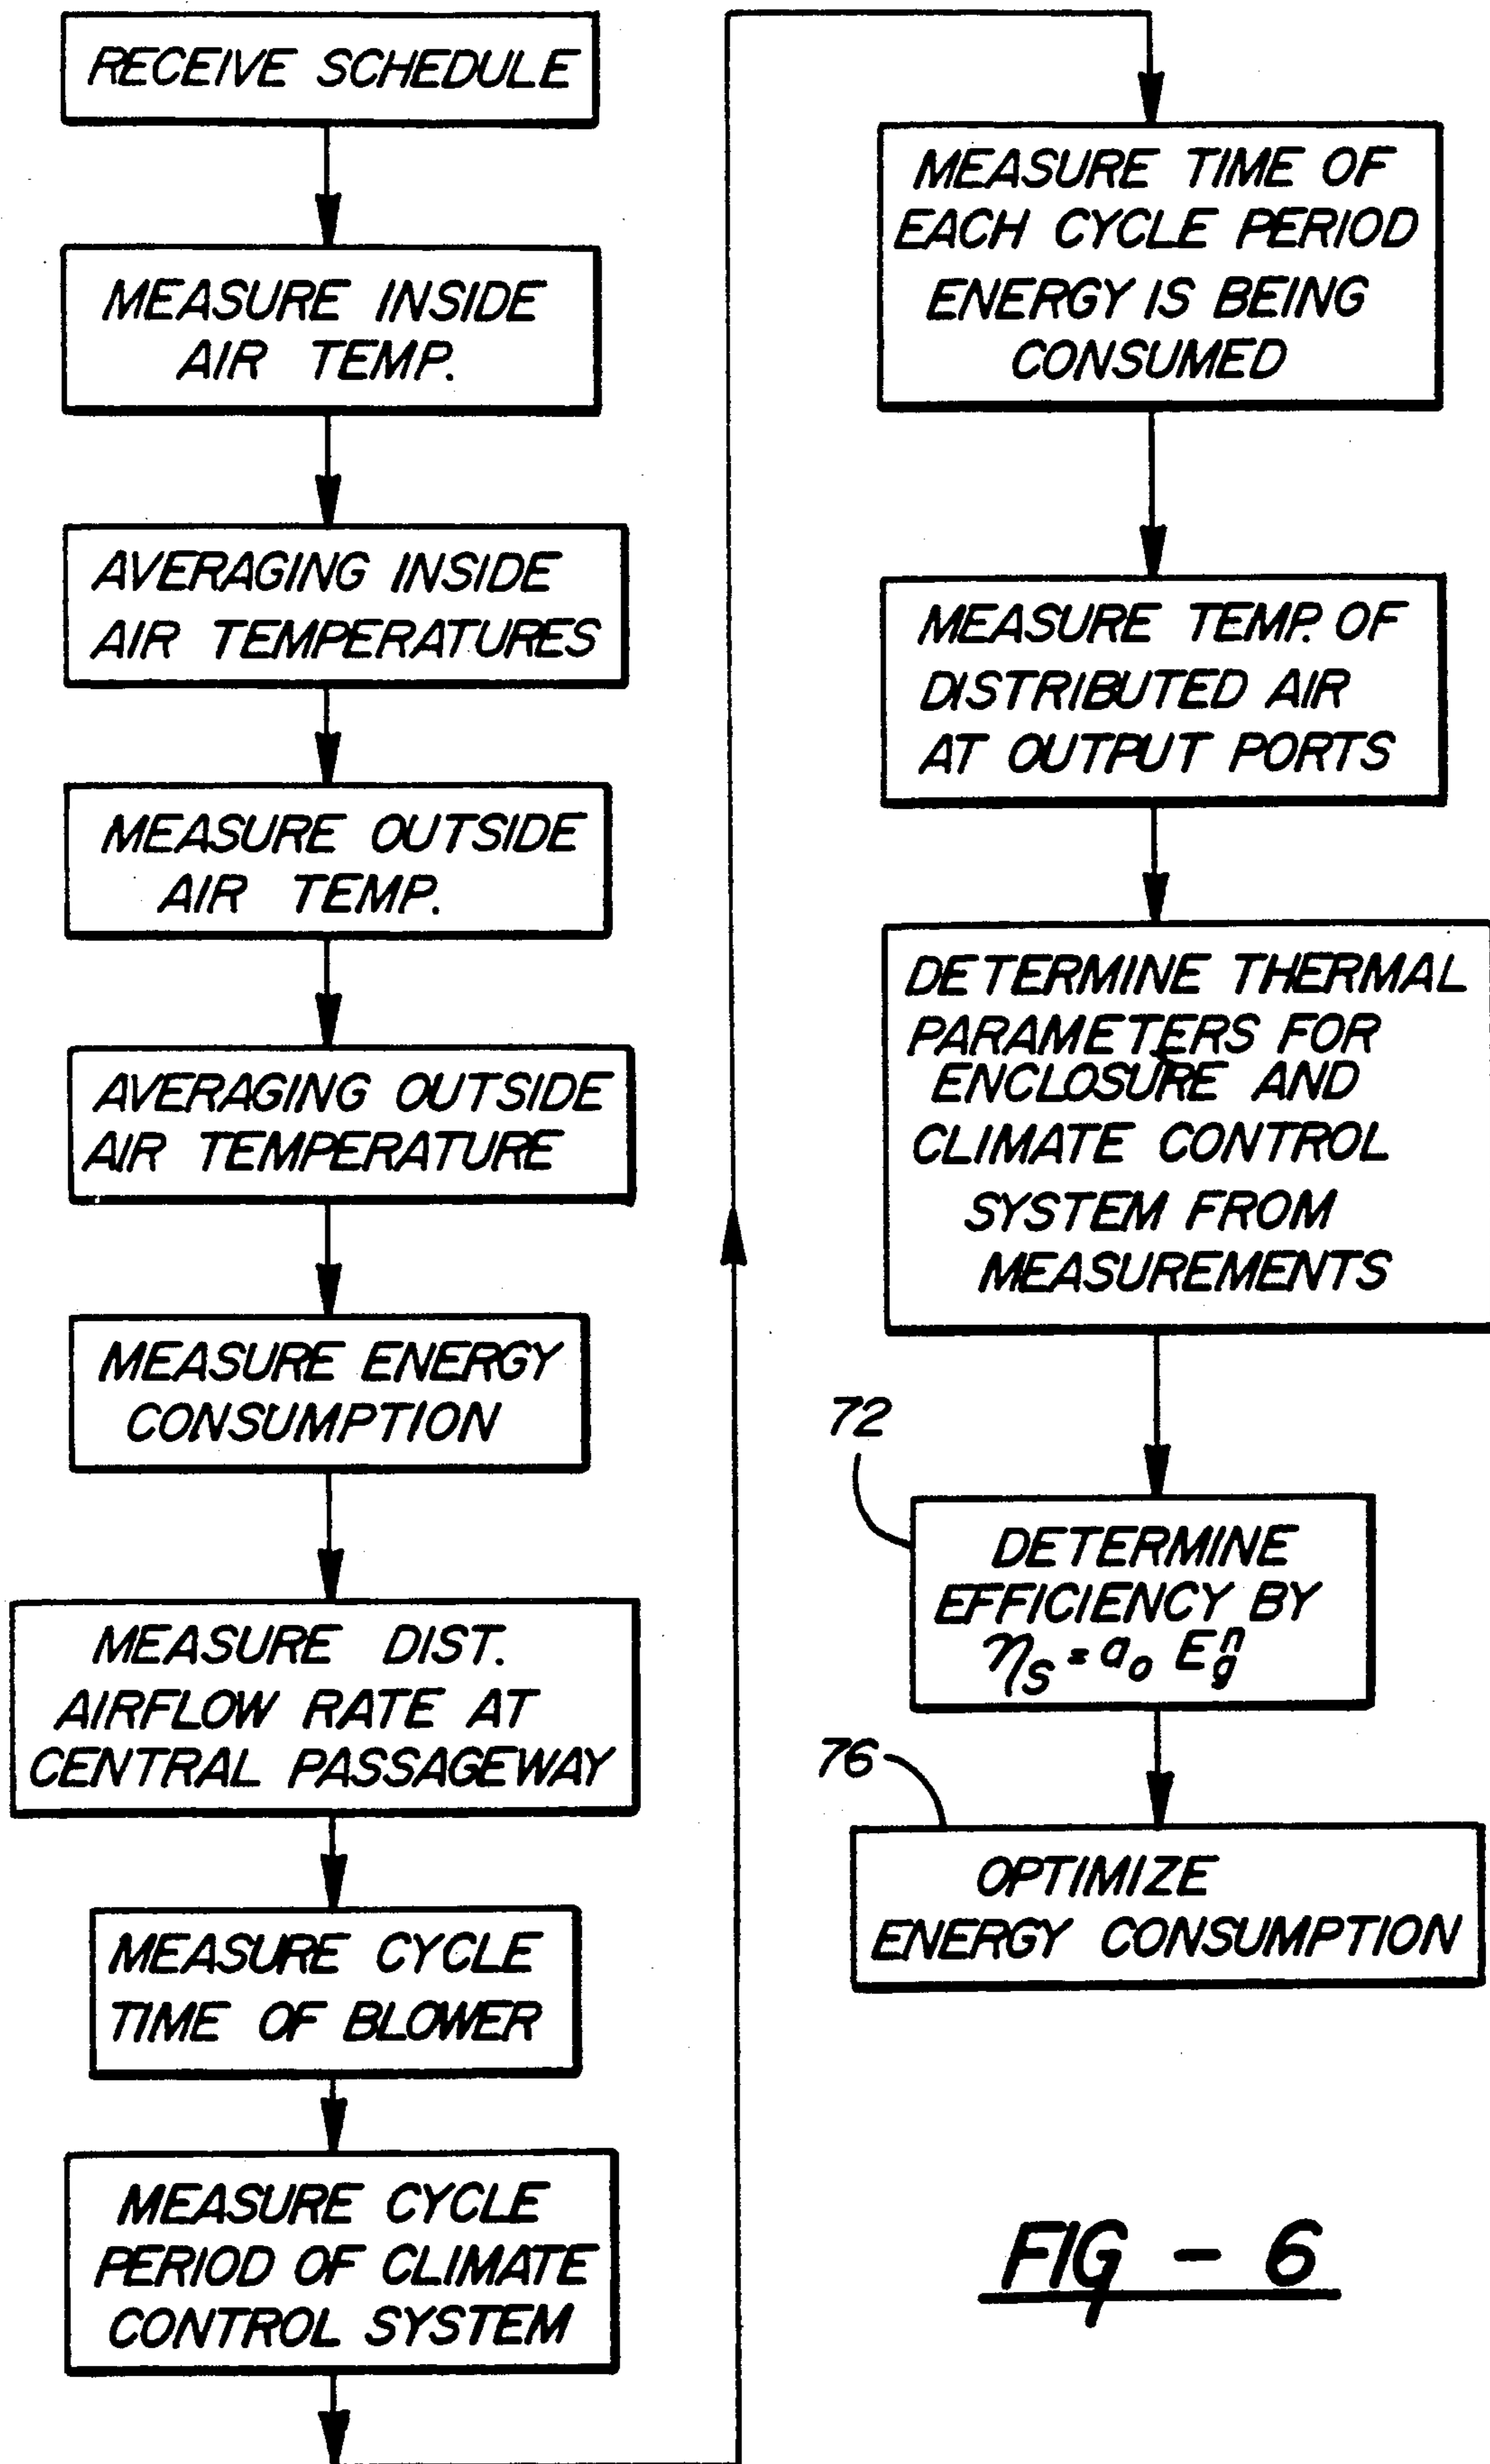 RECEIVE SCHEDULE
MEASURE INSIDE
AIR TEMP.
AVERAGING INSIDE
AIR TEMPERATURES
MEASURE OUTSIDE
AIR TEMP.
AVERAGING OUTSIDE
AIR TEMPERATURE
MEASURE ENERGY
CONSUMPTION
MEASURE DIST.
AIRFLOW RATE AT
CENTRAL PASSAGEWAY
MEASURE CYCLE
TIME OF BLOWER
MEASURE CYCLE
PERIOD OF CLIMATE
CONTROL SYSTEM
MEASURE TIME OF
EACH CYCLE PERIOD
ENERGY IS BEING
CONSUMED
MEASURE TEMP. OF
DISTRIBUTED AIR
AT OUTPUT PORTS
DETERMINE THERMAL
PARAMETERS FOR
ENCLOSURE AND
CLIMATE CONTROL
SYSTEM FROM
MEASUREMENTS
72
DETERMINE
EFFICIENCY BY
ηs = a₀ E_g^n
76
OPTIMIZE
ENERGY CONSUMPTION
FIG - 6